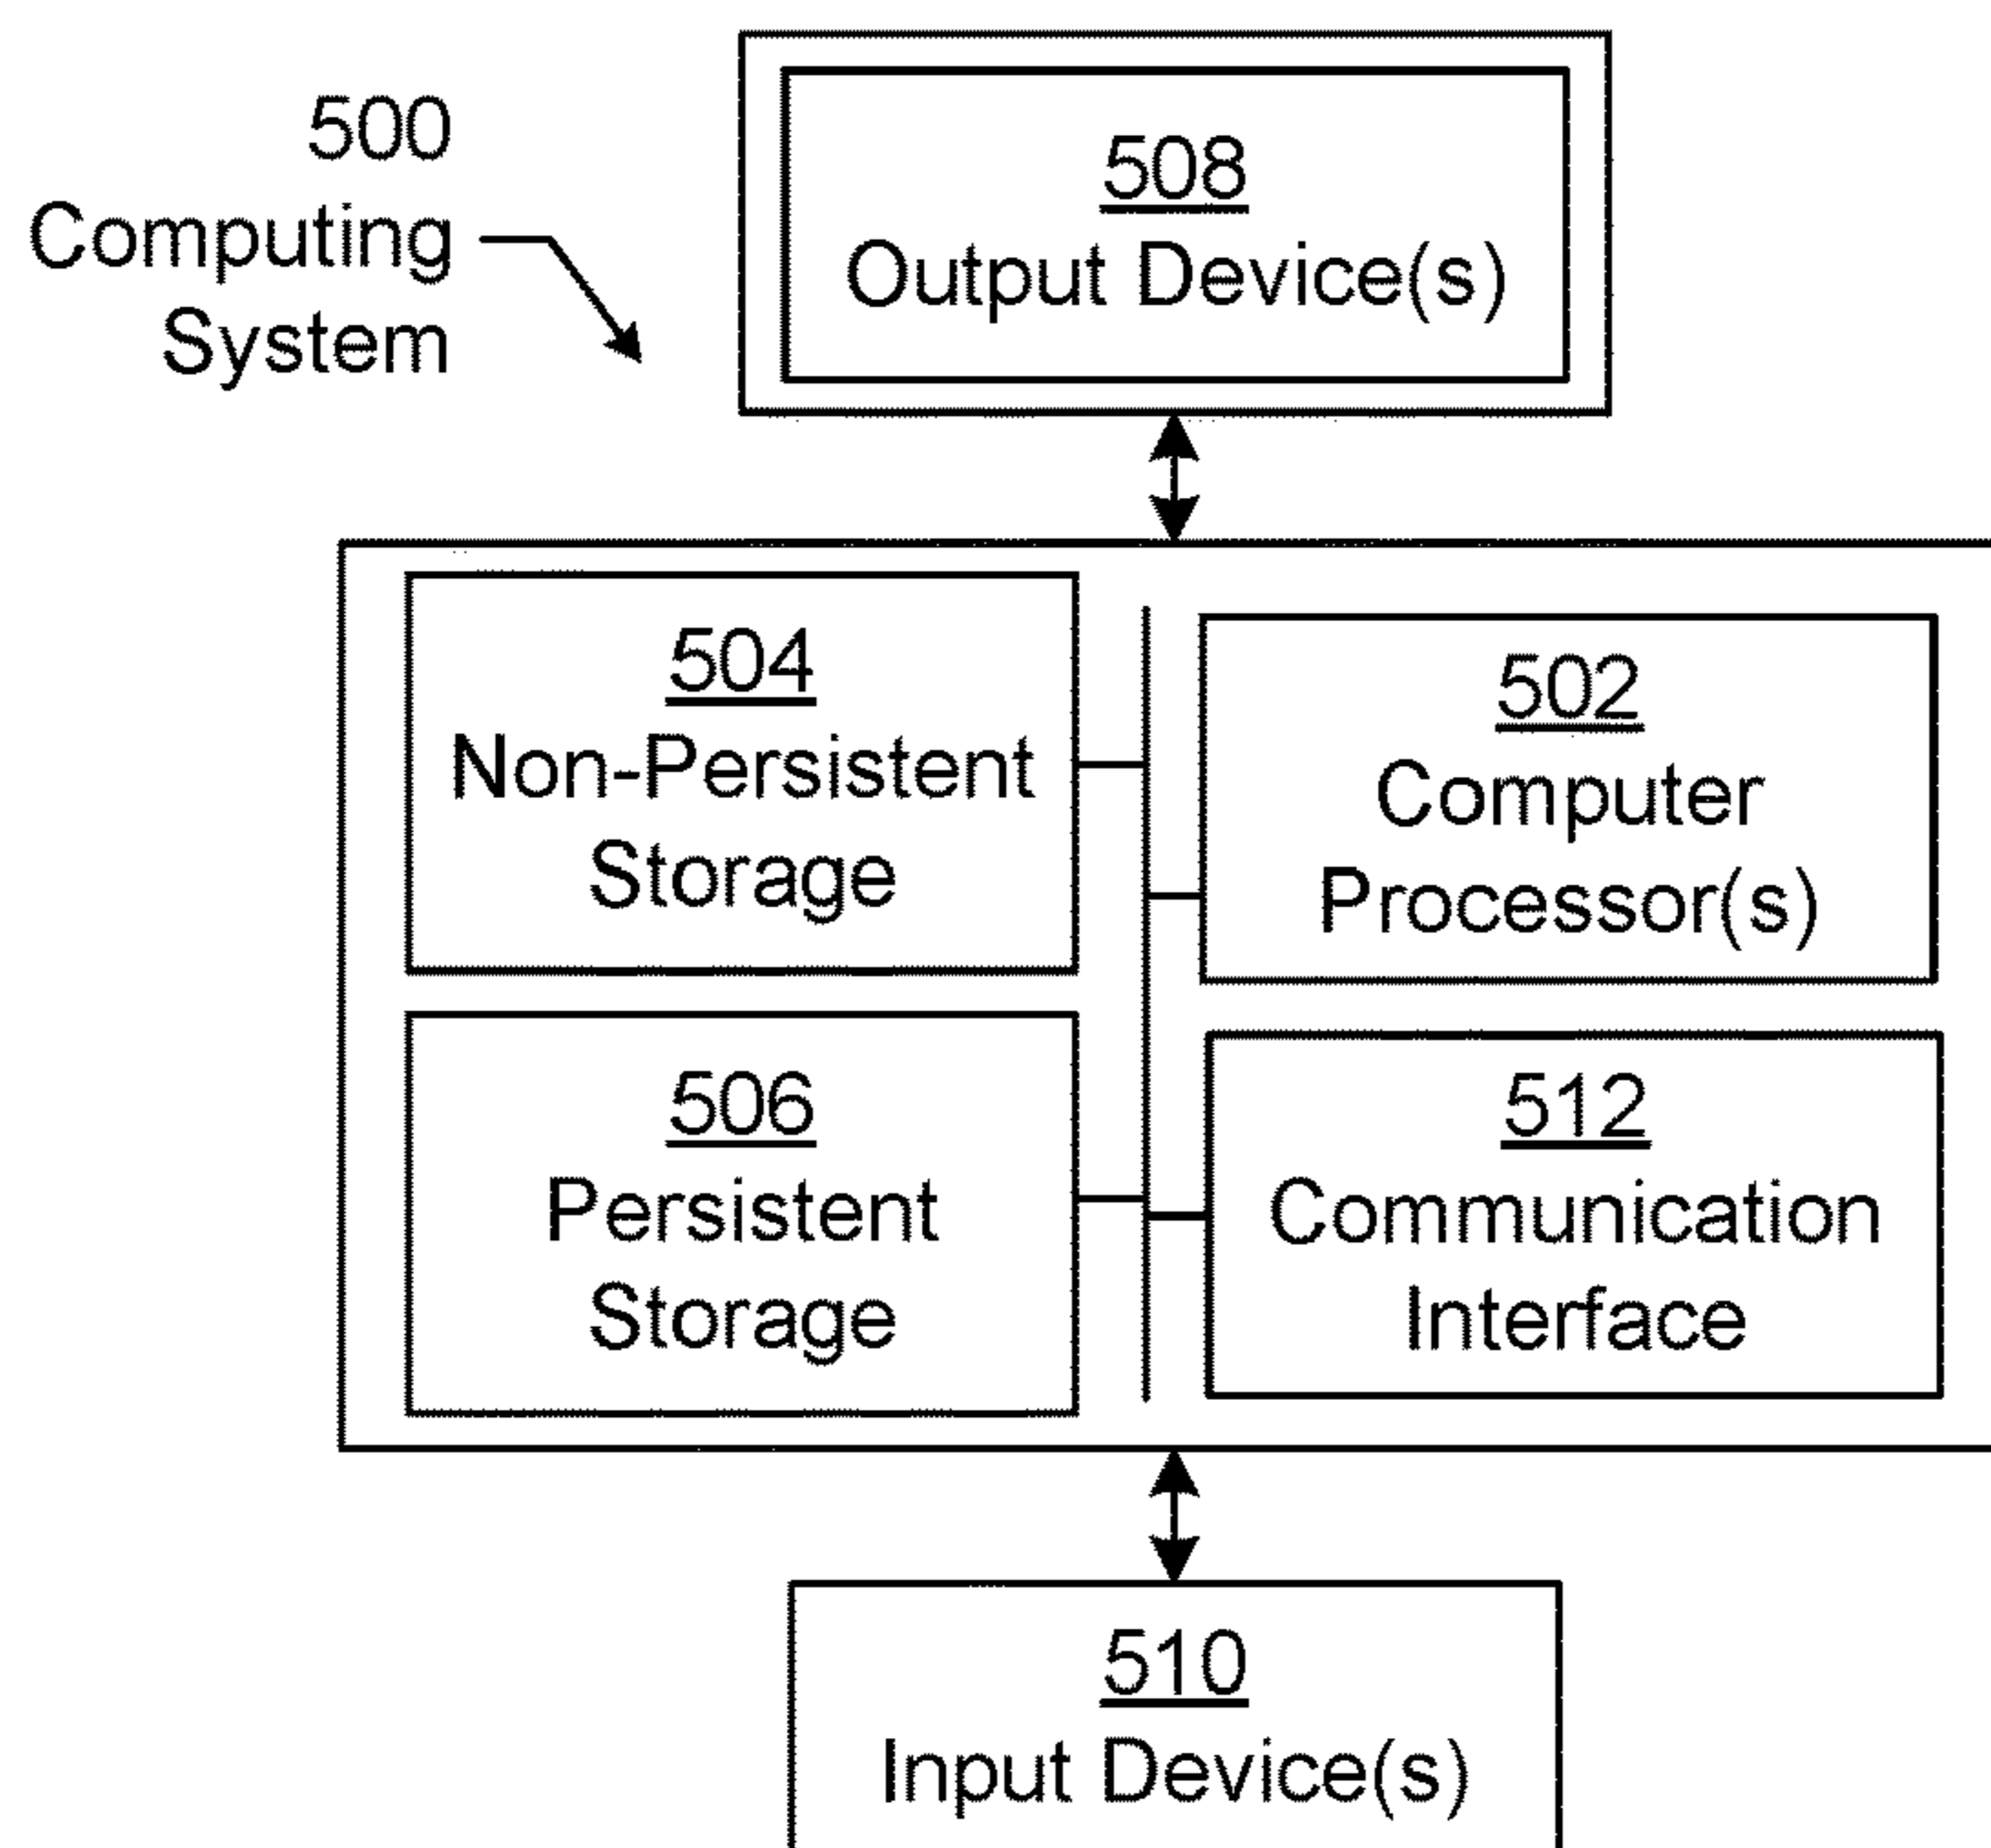 500
Computing
System
508
Output Device(s)
504
Non-Persistent
Storage
502
Computer
Processor(s)
506
Persistent
Storage
512
Communication
Interface
510
Input Device(s)